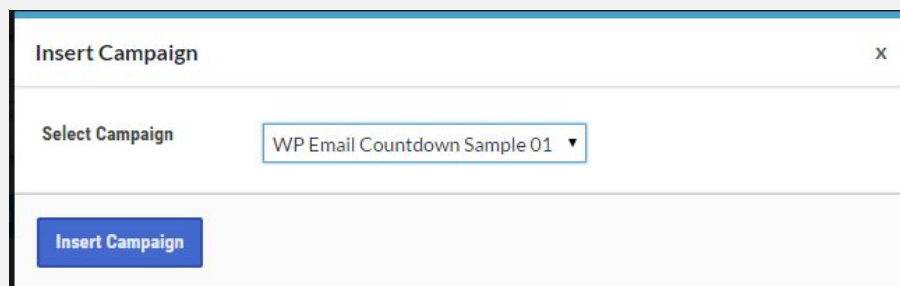 Insert Campaign x
Select Campaign
WP Email Countdown Sample 01
Insert Campaign